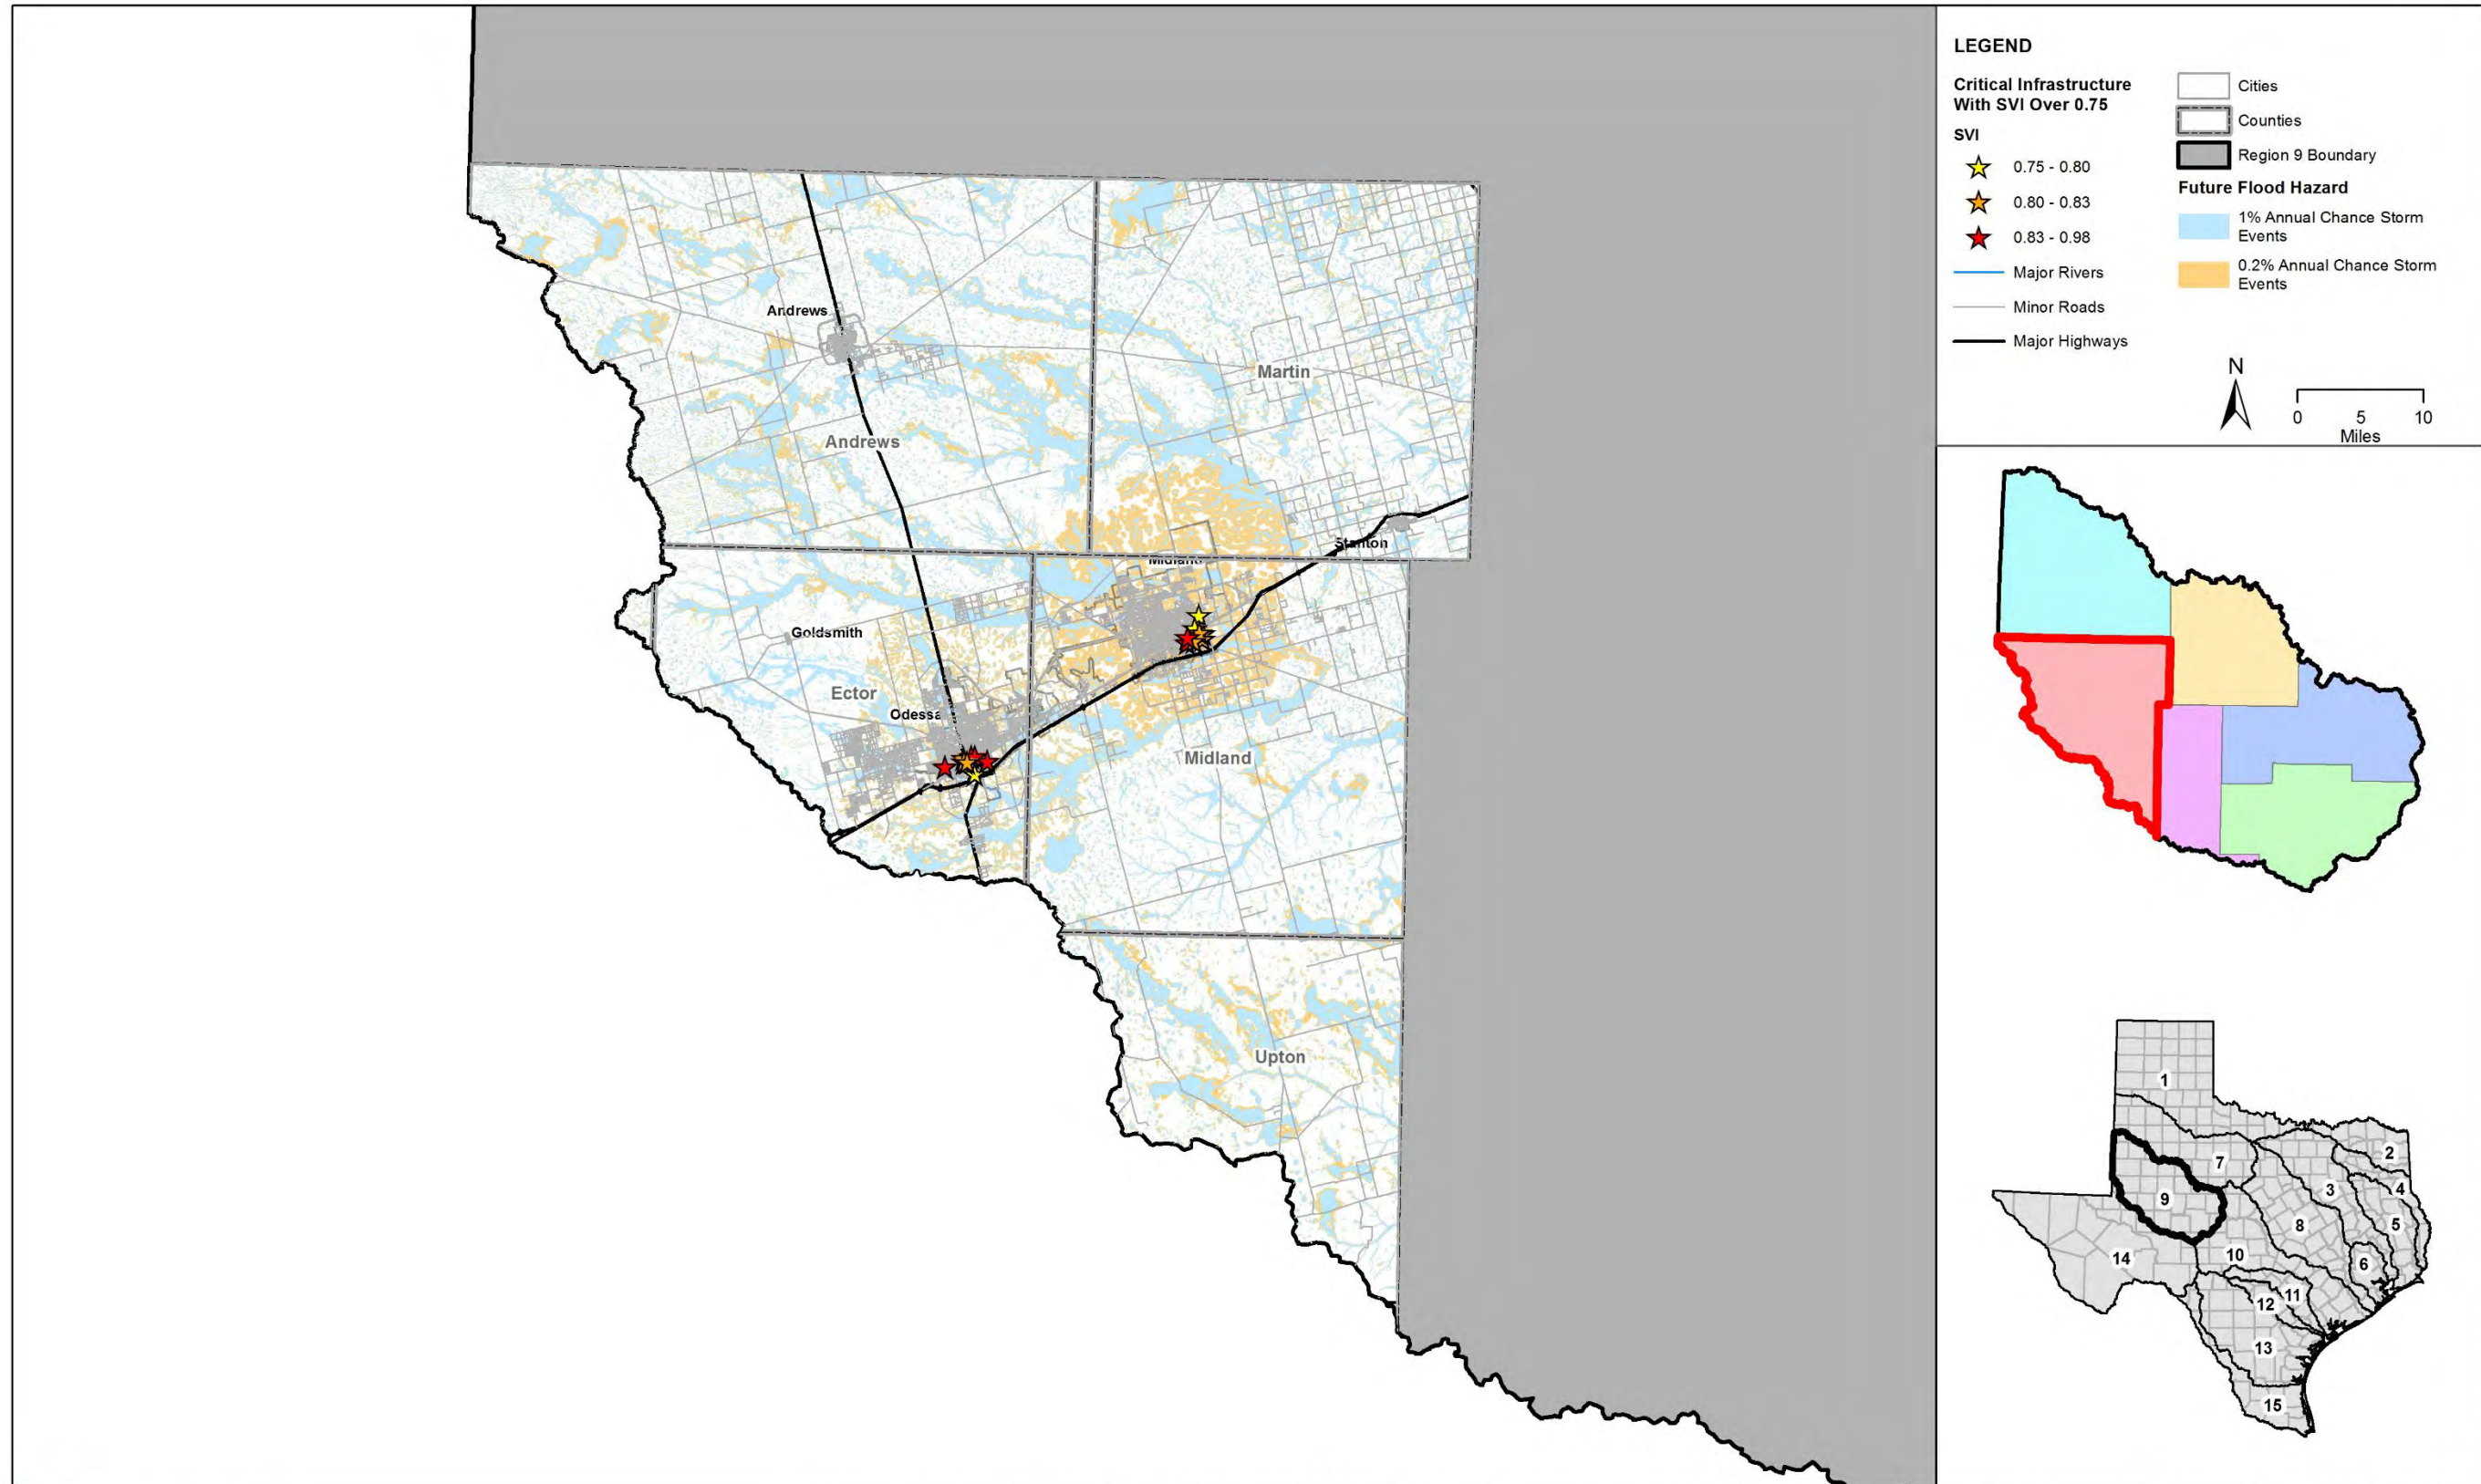 Andrews
Martin
Andrews
Stanton
Midland
Goldsmith
Ector
Odessa
Midland
Upton
LEGEND
Critical Infrastructure
With SVI Over 0.75
SVI
0.75 - 0.80
0.80 - 0.83
0.83 - 0.98
Major Rivers
Minor Roads
Major Highways
Cities
Counties
Region 9 Boundary
Future Flood Hazard
1% Annual Chance Storm
Events
0.2% Annual Chance Storm
Events
N
0 5 10
Miles
1
2
7
3
4
9
5
8
10
14
6
11
12
13
15